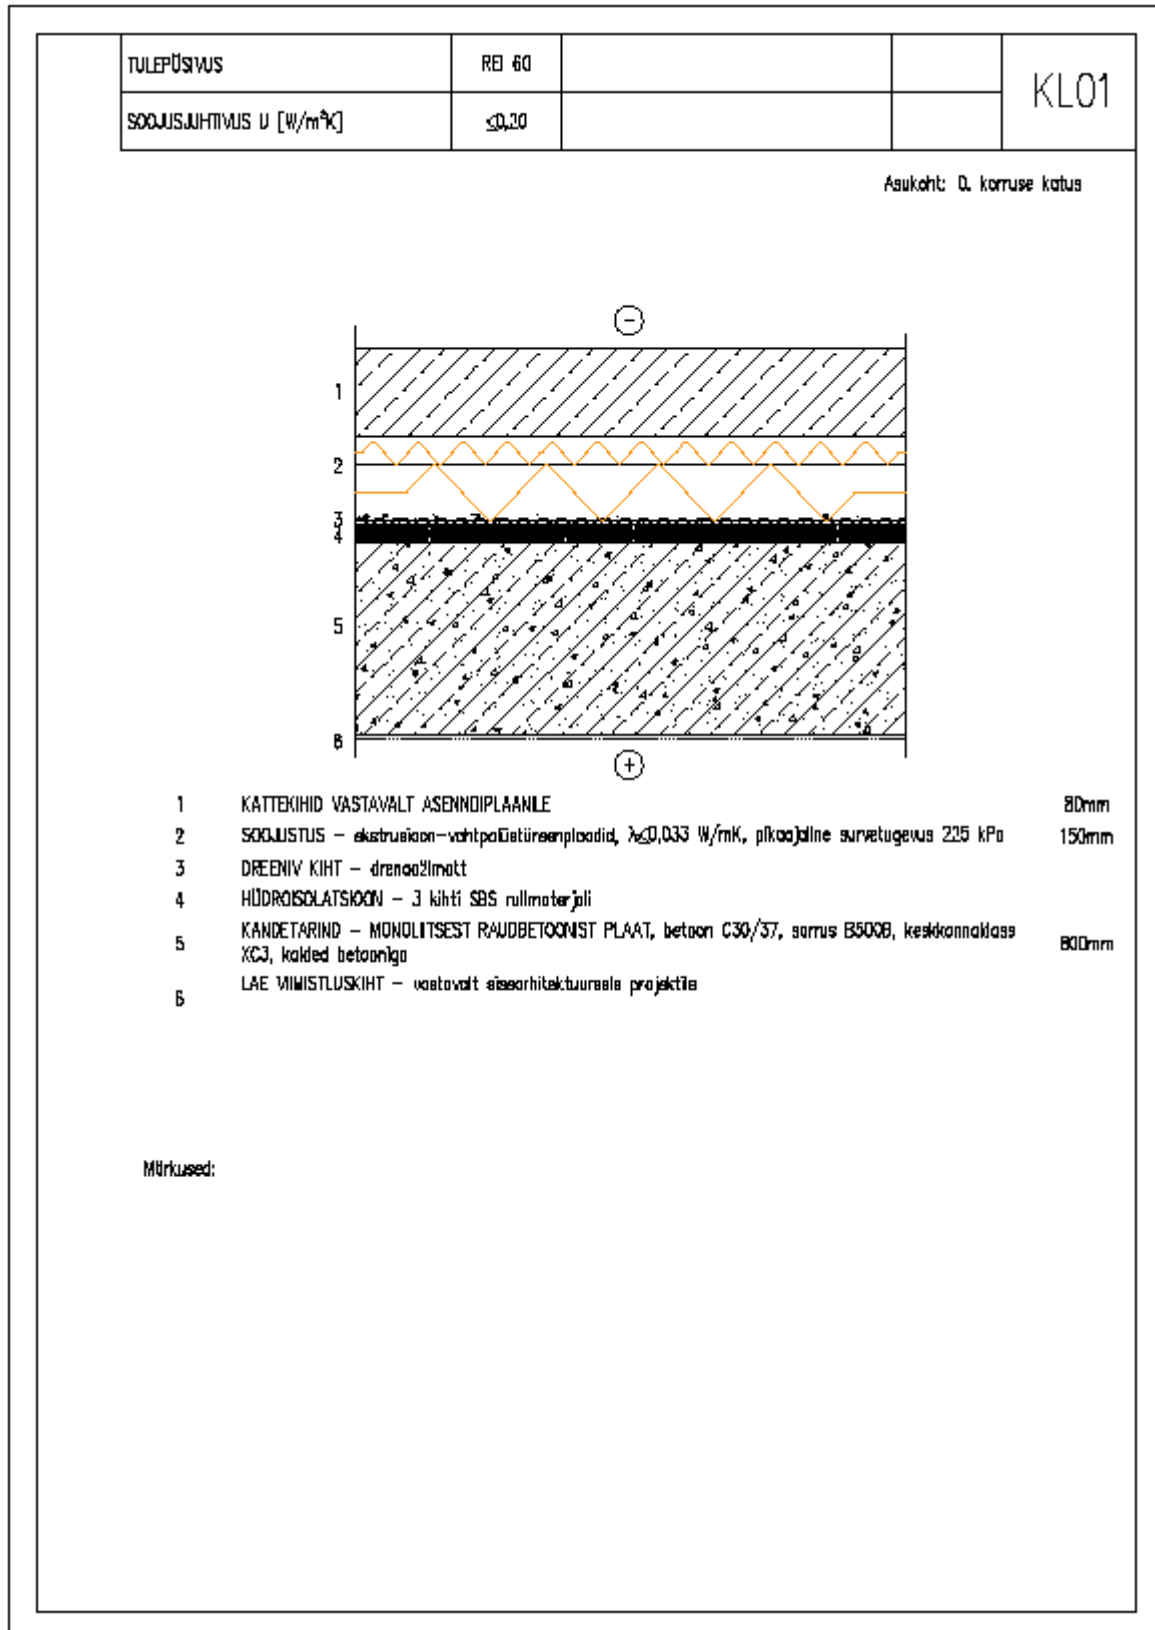 TULEPÜSIVUS REI 60
KL01
SOOJUSJUHTIVUS U [W/m²K] ≤0,20
Asukoht: 0. korruse katus
−
1
2
3
4
5
6
+
1 KATTEKIHID VASTAVALT ASENDIPLAANILE 80mm
2 SOOJUSTUS – ekstrusioon-vahtpolüstüreenplaadid, λ≤0,033 W/mK, pikaajaline survetugevus 225 kPa 150mm
3 DREENIV KIHT – drenaažimatt
4 HÜDROISOLATSIOON – 3 kihti SBS rullmaterjali
5 KANDETARIND – MONOLIITSEST RAUDBETOONIST PLAAT, betoon C30/37, sarrus B500B, keskkonnaklass
XC3, kalded betooniga
6 LAE VIIMISTLUSKIHT – vastavalt sisearhitektuursele projektile
Märkused: